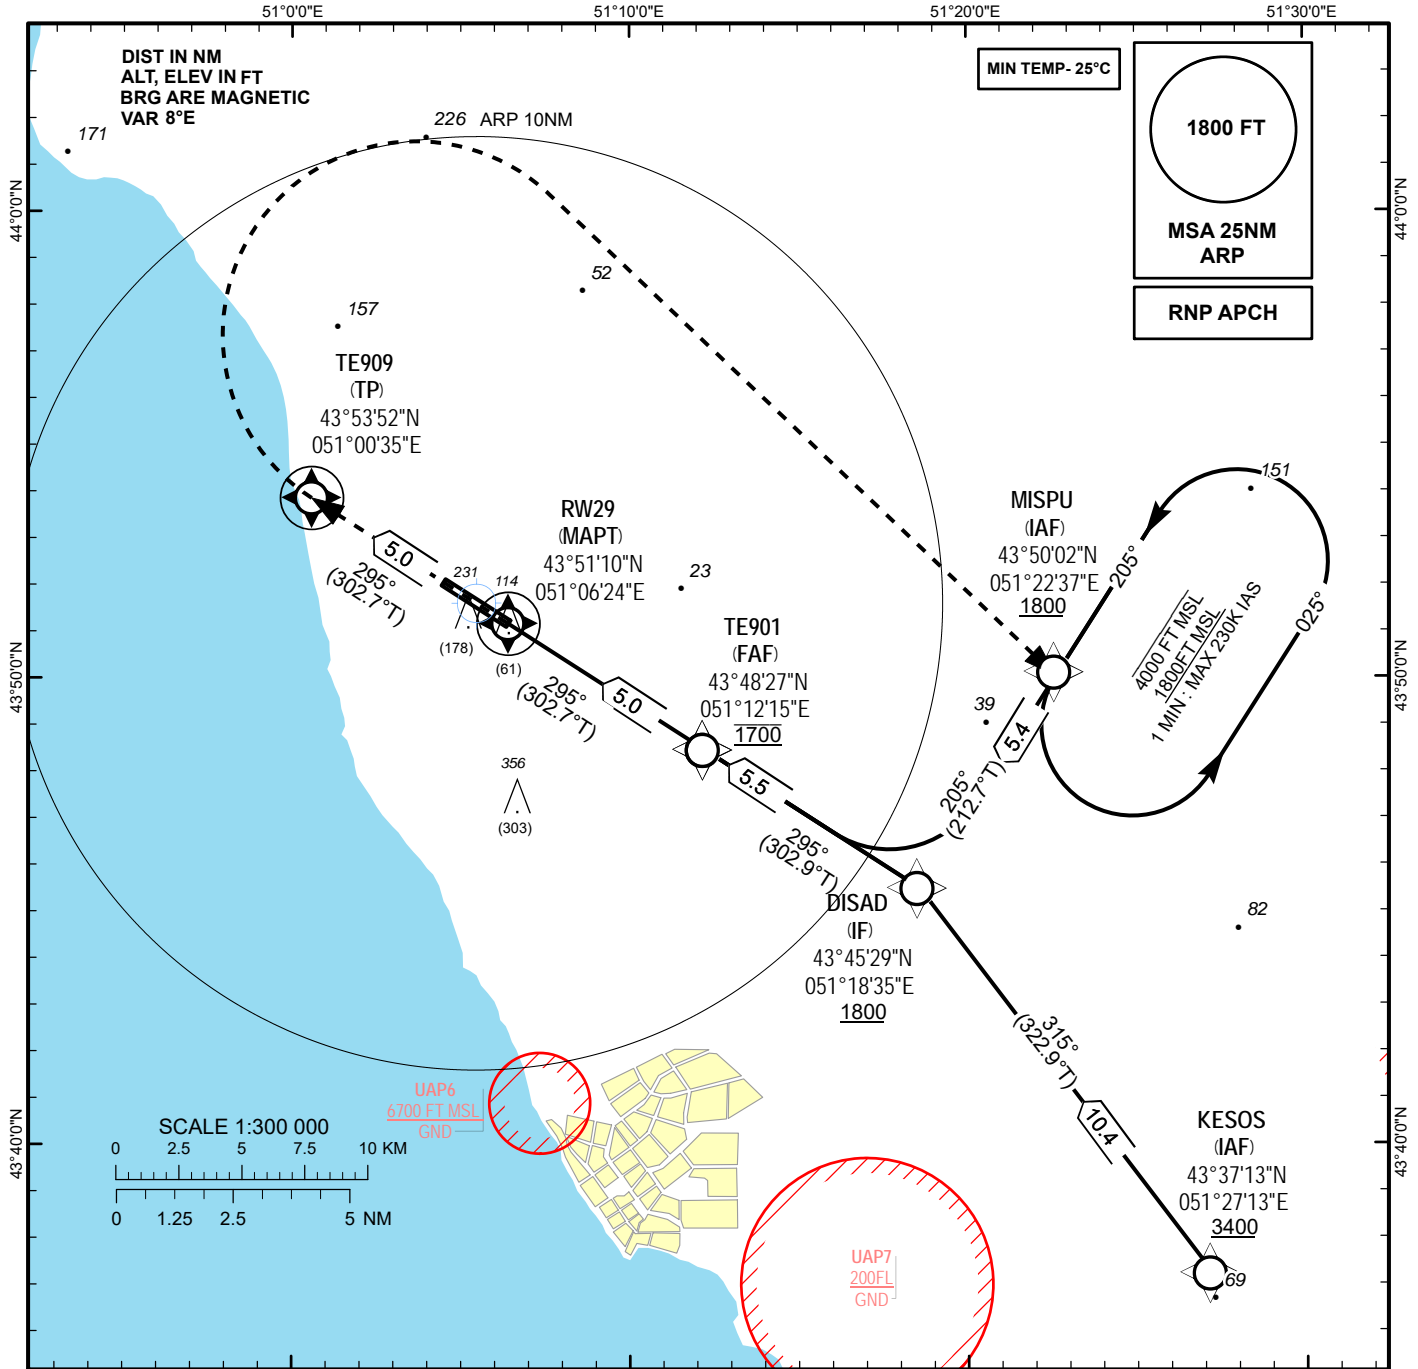 51°0'0"E
51°10'0"E
51°20'0"E
51°30'0"E
DIST IN NM
ALT, ELEV IN FT
BRG ARE MAGNETIC
VAR 8°E
MIN TEMP- 25°C
1800 FT
MSA 25NM
ARP
RNP APCH
171
226 ARP 10NM
44°0'0"N
44°0'0"N
52
157
TE909
(TP)
43°53'52"N
051°00'35"E
151
MISPU
(IAF)
43°50'02"N
051°22'37"E
1800
RW29
(MAPT)
43°51'10"N
051°06'24"E
5.0
295°
(302.7°T)
231
114
(178)
(61)
23
205°
025°
4000 FT MSL
1800FT MSL
1 MIN : MAX 230K IAS
TE901
(FAF)
43°48'27"N
051°12'15"E
1700
43°50'0"N
43°50'0"N
295°
(302.7°T)
5.0
39
5.4
205°
(212.7°T)
356
(303)
5.5
295°
(302.9°T)
DISAD
(IF)
43°45'29"N
051°18'35"E
1800
82
315°
(322.9°T)
10.4
UAP6
6700 FT MSL
GND
KESOS
(IAF)
43°37'13"N
051°27'13"E
3400
69
43°40'0"N
43°40'0"N
SCALE 1:300 000
0 2.5 5 7.5 10 KM
0 1.25 2.5 5 NM
UAP7
200FL
GND